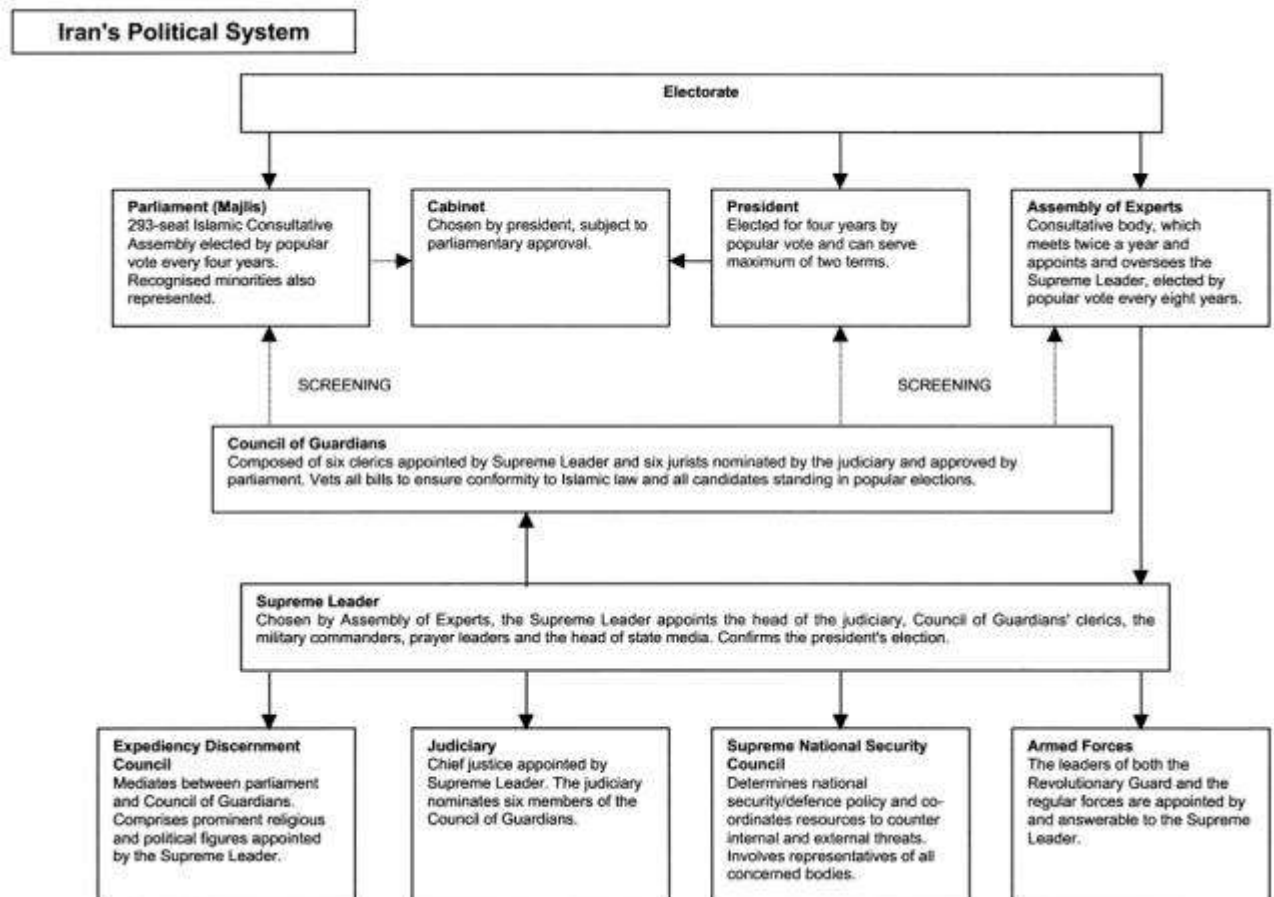 Iran's Political System
Electorate
Parliament (Majlis)
293-seat Islamic Consultative
Assembly elected by popular
vote every four years.
Recognised minorities also
represented.
Cabinet
Chosen by president, subject to
parliamentary approval.
President
Elected for four years by
popular vote and can serve
maximum of two terms.
Assembly of Experts
Consultative body, which
meets twice a year and
appoints and oversees the
Supreme Leader, elected by
popular vote every eight years.
SCREENING
SCREENING
Council of Guardians
Composed of six clerics appointed by Supreme Leader and six jurists nominated by the judiciary and approved by
parliament. Vets all bills to ensure conformity to Islamic law and all candidates standing in popular elections.
Supreme Leader
Chosen by Assembly of Experts, the Supreme Leader appoints the head of the judiciary, Council of Guardians' clerics, the
military commanders, prayer leaders and the head of state media. Confirms the president's election.
Expediency Discernment
Council
Mediates between parliament
and Council of Guardians.
Comprises prominent religious
and political figures appointed
by the Supreme Leader.
Judiciary
Chief justice appointed by
Supreme Leader. The judiciary
nominates six members of the
Council of Guardians.
Supreme National Security
Council
Determines national
security/defence policy and co-
ordinates resources to counter
internal and external threats.
Involves representatives of all
concerned bodies.
Armed Forces
The leaders of both the
Revolutionary Guard and the
regular forces are appointed by
and answerable to the Supreme
Leader.